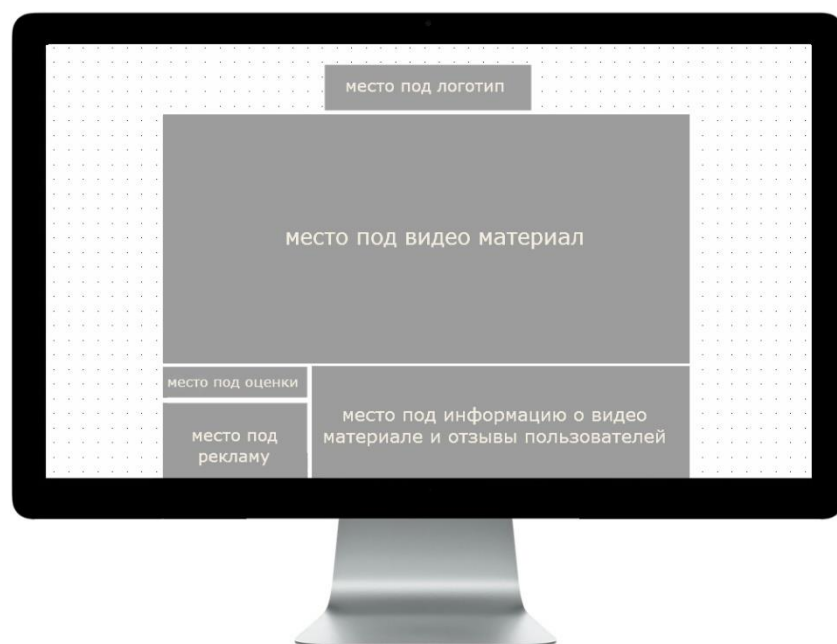 место под логотип
место под видео материал
место под оценки
место под
рекламу
место под информацию о видео
материале и отзывы пользователей